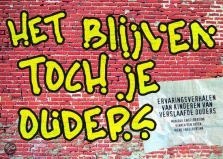 HET BLIJVEN
TOCH JE
OUDERS
ERVARINGSVERHALEN
VAN KINDEREN VAN
VERSLAAFDE OUDERS